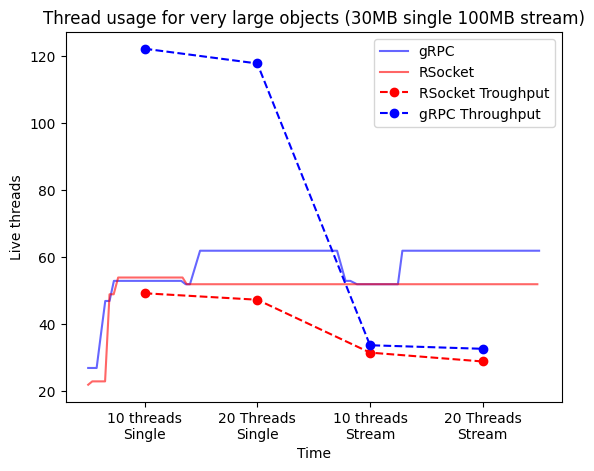 Thread usage for very large objects (30MB single 100MB stream)
gRPC
RSocket
RSocket Troughput
gRPC Throughput
120
100
80
60
40
20
Live threads
10 threads
Single
20 Threads
Single
10 threads
Stream
20 Threads
Stream
Time